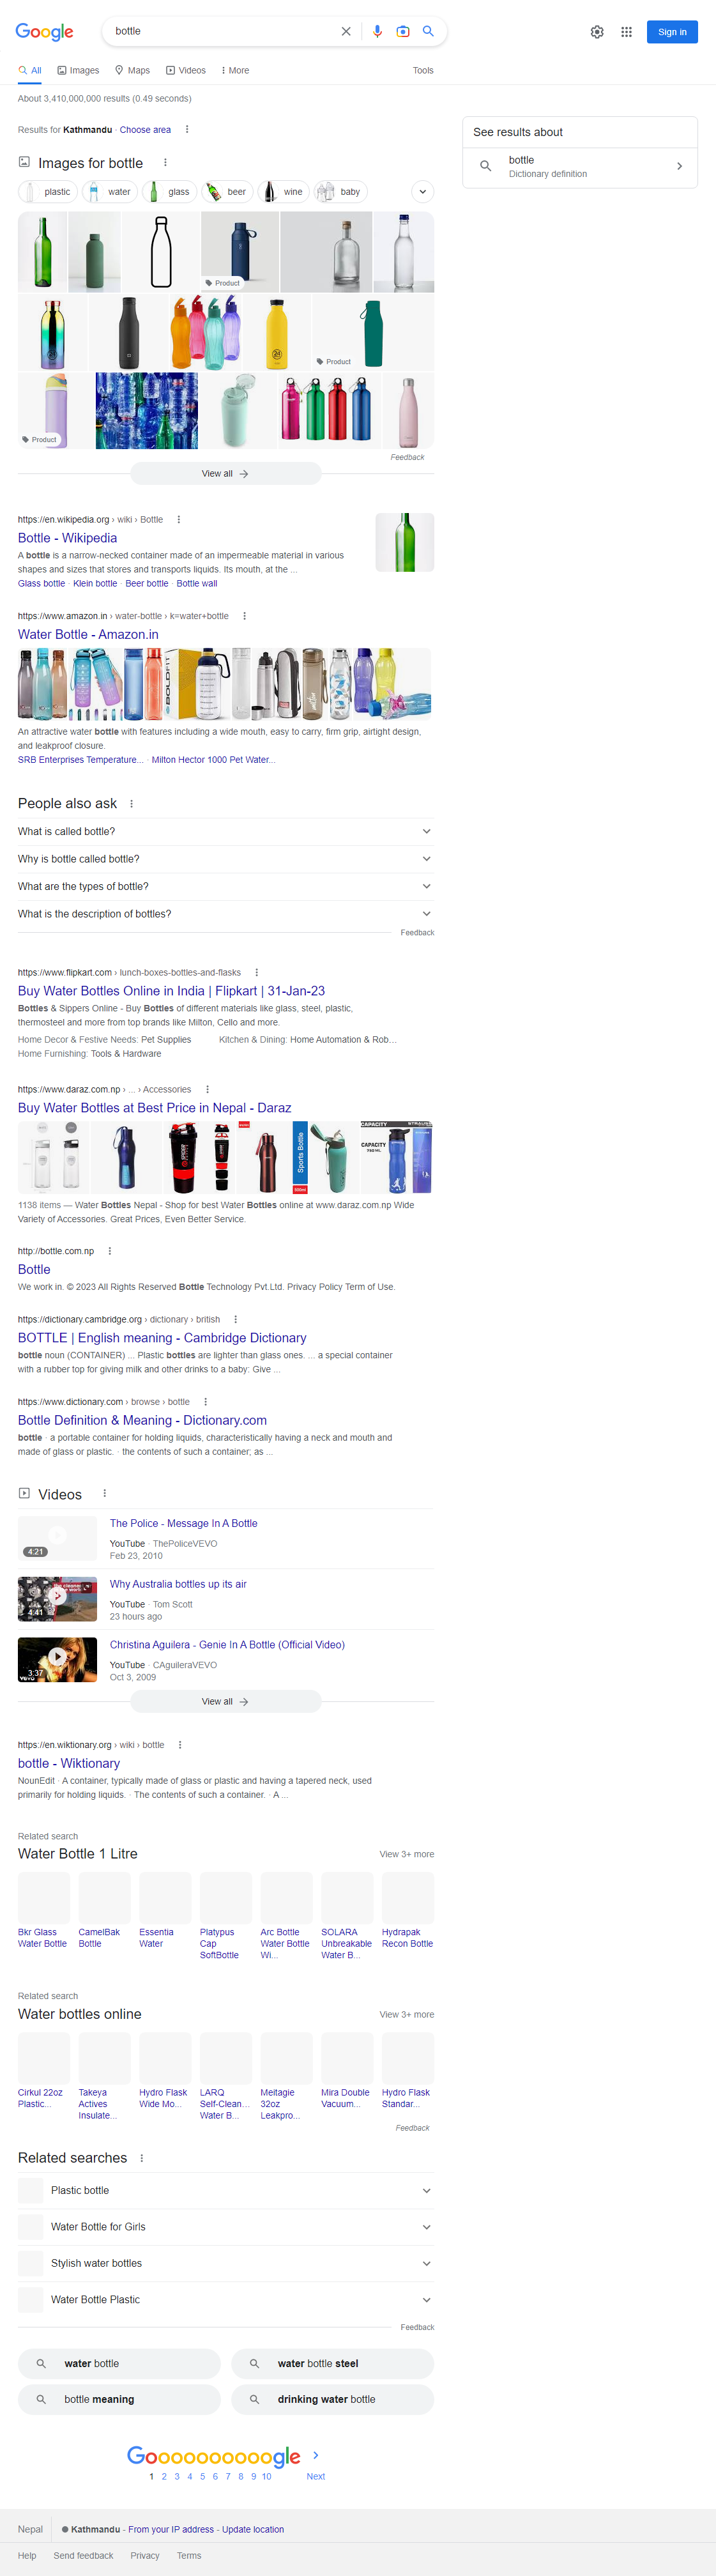 Google
bottle
Sign in
All
Images
Maps
Videos
More
Tools
About 3,410,000,000 results (0.49 seconds)
Results for Kathmandu · Choose area
See results about
bottle
Dictionary definition
Images for bottle
plastic
water
glass
beer
wine
baby
Product
Product
Product
Feedback
View all
https://en.wikipedia.org › wiki › Bottle
Bottle - Wikipedia
A bottle is a narrow-necked container made of an impermeable material in various
shapes and sizes that stores and transports liquids. Its mouth, at the ...
Glass bottle · Klein bottle · Beer bottle · Bottle wall
https://www.amazon.in › water-bottle › k=water+bottle
Water Bottle - Amazon.in
BOLDFIT
An attractive water bottle with features including a wide mouth, easy to carry, firm grip, airtight design,
and leakproof closure.
SRB Enterprises Temperature... · Milton Hector 1000 Pet Water...
People also ask
What is called bottle?
Why is bottle called bottle?
What are the types of bottle?
What is the description of bottles?
Feedback
https://www.flipkart.com › lunch-boxes-bottles-and-flasks
Buy Water Bottles Online in India | Flipkart | 31-Jan-23
Bottles & Sippers Online - Buy Bottles of different materials like glass, steel, plastic,
thermosteel and more from top brands like Milton, Cello and more.
Home Decor & Festive Needs: Pet Supplies
Kitchen & Dining: Home Automation & Rob...
Home Furnishing: Tools & Hardware
https://www.daraz.com.np › ... › Accessories
Buy Water Bottles at Best Price in Nepal - Daraz
Sports Bottle
CAPACITY
750 ML
CAPACITY
1138 items — Water Bottles Nepal - Shop for best Water Bottles online at www.daraz.com.np Wide
Variety of Accessories. Great Prices, Even Better Service.
http://bottle.com.np
Bottle
We work in. © 2023 All Rights Reserved Bottle Technology Pvt.Ltd. Privacy Policy Term of Use.
https://dictionary.cambridge.org › dictionary › british
BOTTLE | English meaning - Cambridge Dictionary
bottle noun (CONTAINER) ... Plastic bottles are lighter than glass ones. ... a special container
with a rubber top for giving milk and other drinks to a baby: Give ...
https://www.dictionary.com › browse › bottle
Bottle Definition & Meaning - Dictionary.com
bottle · a portable container for holding liquids, characteristically having a neck and mouth and
made of glass or plastic. · the contents of such a container; as ...
Videos
4:21
The Police - Message In A Bottle
YouTube · ThePoliceVEVO
Feb 23, 2010
4:41
Why Australia bottles up its air
YouTube · Tom Scott
23 hours ago
3:37
vevo
Christina Aguilera - Genie In A Bottle (Official Video)
YouTube · CAguileraVEVO
Oct 3, 2009
View all
https://en.wiktionary.org › wiki › bottle
bottle - Wiktionary
NounEdit · A container, typically made of glass or plastic and having a tapered neck, used
primarily for holding liquids. · The contents of such a container. · A ...
Related search
Water Bottle 1 Litre
View 3+ more
Bkr Glass
Water Bottle
CamelBak
Bottle
Essentia
Water
Platypus
Cap
SoftBottle
Arc Bottle
Water Bottle
Wi...
SOLARA
Unbreakable
Water B...
Hydrapak
Recon Bottle
Related search
Water bottles online
View 3+ more
Cirkul 22oz
Plastic...
Takeya
Actives
Insulate...
Hydro Flask
Wide Mo...
LARQ
Self-Clean...
Water B...
Meitagie
32oz
Leakpro...
Mira Double
Vacuum...
Hydro Flask
Standar...
Feedback
Related searches
Plastic bottle
Water Bottle for Girls
Stylish water bottles
Water Bottle Plastic
Feedback
water bottle
water bottle steel
bottle meaning
drinking water bottle
Goooooooooogle
1 2 3 4 5 6 7 8 9 10 Next
Nepal
Kathmandu - From your IP address - Update location
Help
Send feedback
Privacy
Terms